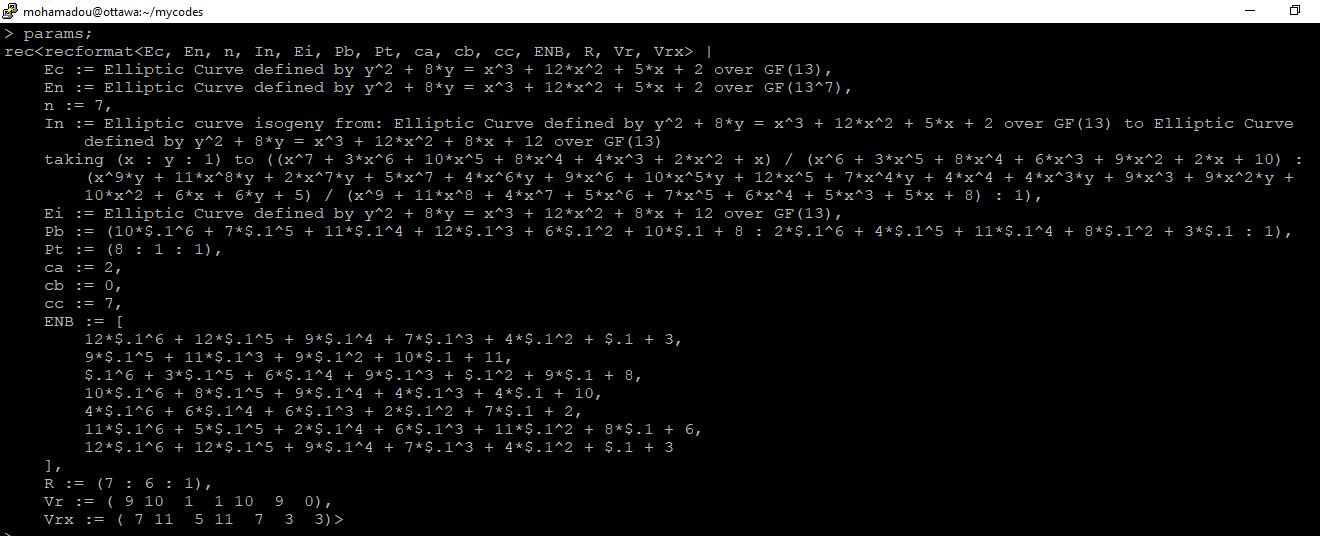 mohamadou@ottawa:~/mycodes
> params;
rec<recformat<Ec, En, n, In, Ei, Pb, Pt, ca, cb, cc, ENB, R, Vr, Vrx> |
Ec := Elliptic Curve defined by y^2 + 8*y = x^3 + 12*x^2 + 5*x + 2 over GF(13),
En := Elliptic Curve defined by y^2 + 8*y = x^3 + 12*x^2 + 5*x + 2 over GF(13^7),
n := 7,
In := Elliptic curve isogeny from: Elliptic Curve defined by y^2 + 8*y = x^3 + 12*x^2 + 5*x + 2 over GF(13) to Elliptic Curve
defined by y^2 + 8*y = x^3 + 12*x^2 + 8*x + 12 over GF(13)
taking (x : y : 1) to ((x^7 + 3*x^6 + 10*x^5 + 8*x^4 + 4*x^3 + 2*x^2 + x) / (x^6 + 3*x^5 + 8*x^4 + 6*x^3 + 9*x^2 + 2*x + 10) :
(x^9*y + 11*x^8*y + 2*x^7*y + 5*x^7 + 4*x^6*y + 9*x^6 + 10*x^5*y + 12*x^5 + 7*x^4*y + 4*x^4 + 4*x^3*y + 9*x^3 + 9*x^2*y +
10*x^2 + 6*x + 6*y + 5) / (x^9 + 11*x^8 + 4*x^7 + 5*x^6 + 7*x^5 + 6*x^4 + 5*x^3 + 5*x + 8) : 1),
Ei := Elliptic Curve defined by y^2 + 8*y = x^3 + 12*x^2 + 8*x + 12 over GF(13),
Pb := (10*$.1^6 + 7*$.1^5 + 11*$.1^4 + 12*$.1^3 + 6*$.1^2 + 10*$.1 + 8 : 2*$.1^6 + 4*$.1^5 + 11*$.1^4 + 8*$.1^2 + 3*$.1 : 1),
Pt := (8 : 1 : 1),
ca := 2,
cb := 0,
cc := 7,
ENB := [
12*$.1^6 + 12*$.1^5 + 9*$.1^4 + 7*$.1^3 + 4*$.1^2 + $.1 + 3,
9*$.1^5 + 11*$.1^3 + 9*$.1^2 + 10*$.1 + 11,
$.1^6 + 3*$.1^5 + 6*$.1^4 + 9*$.1^3 + $.1^2 + 9*$.1 + 8,
10*$.1^6 + 8*$.1^5 + 9*$.1^4 + 4*$.1^3 + 4*$.1 + 10,
4*$.1^6 + 6*$.1^4 + 6*$.1^3 + 2*$.1^2 + 7*$.1 + 2,
11*$.1^6 + 5*$.1^5 + 2*$.1^4 + 6*$.1^3 + 11*$.1^2 + 8*$.1 + 6,
12*$.1^6 + 12*$.1^5 + 9*$.1^4 + 7*$.1^3 + 4*$.1^2 + $.1 + 3
],
R := (7 : 6 : 1),
Vr := ( 9 10  1  1 10  9  0),
Vrx := ( 7 11  5 11  7  3  3)>
>